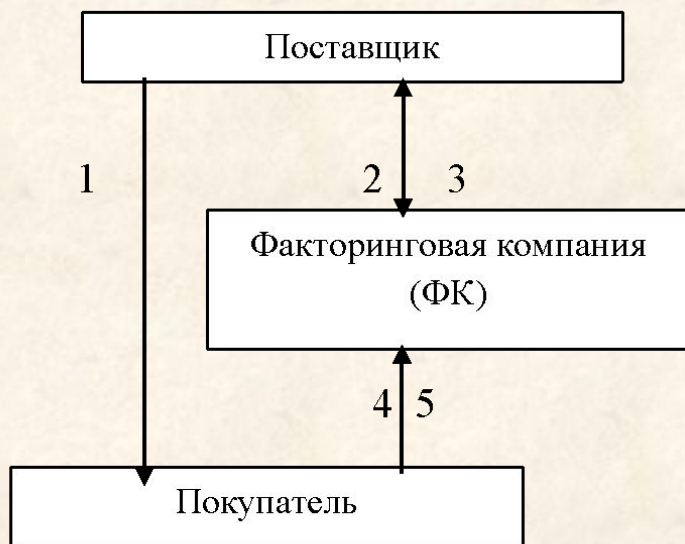 Поставщик
1
2 3
Факторинговая компания
(ФК)
4 5
Покупатель